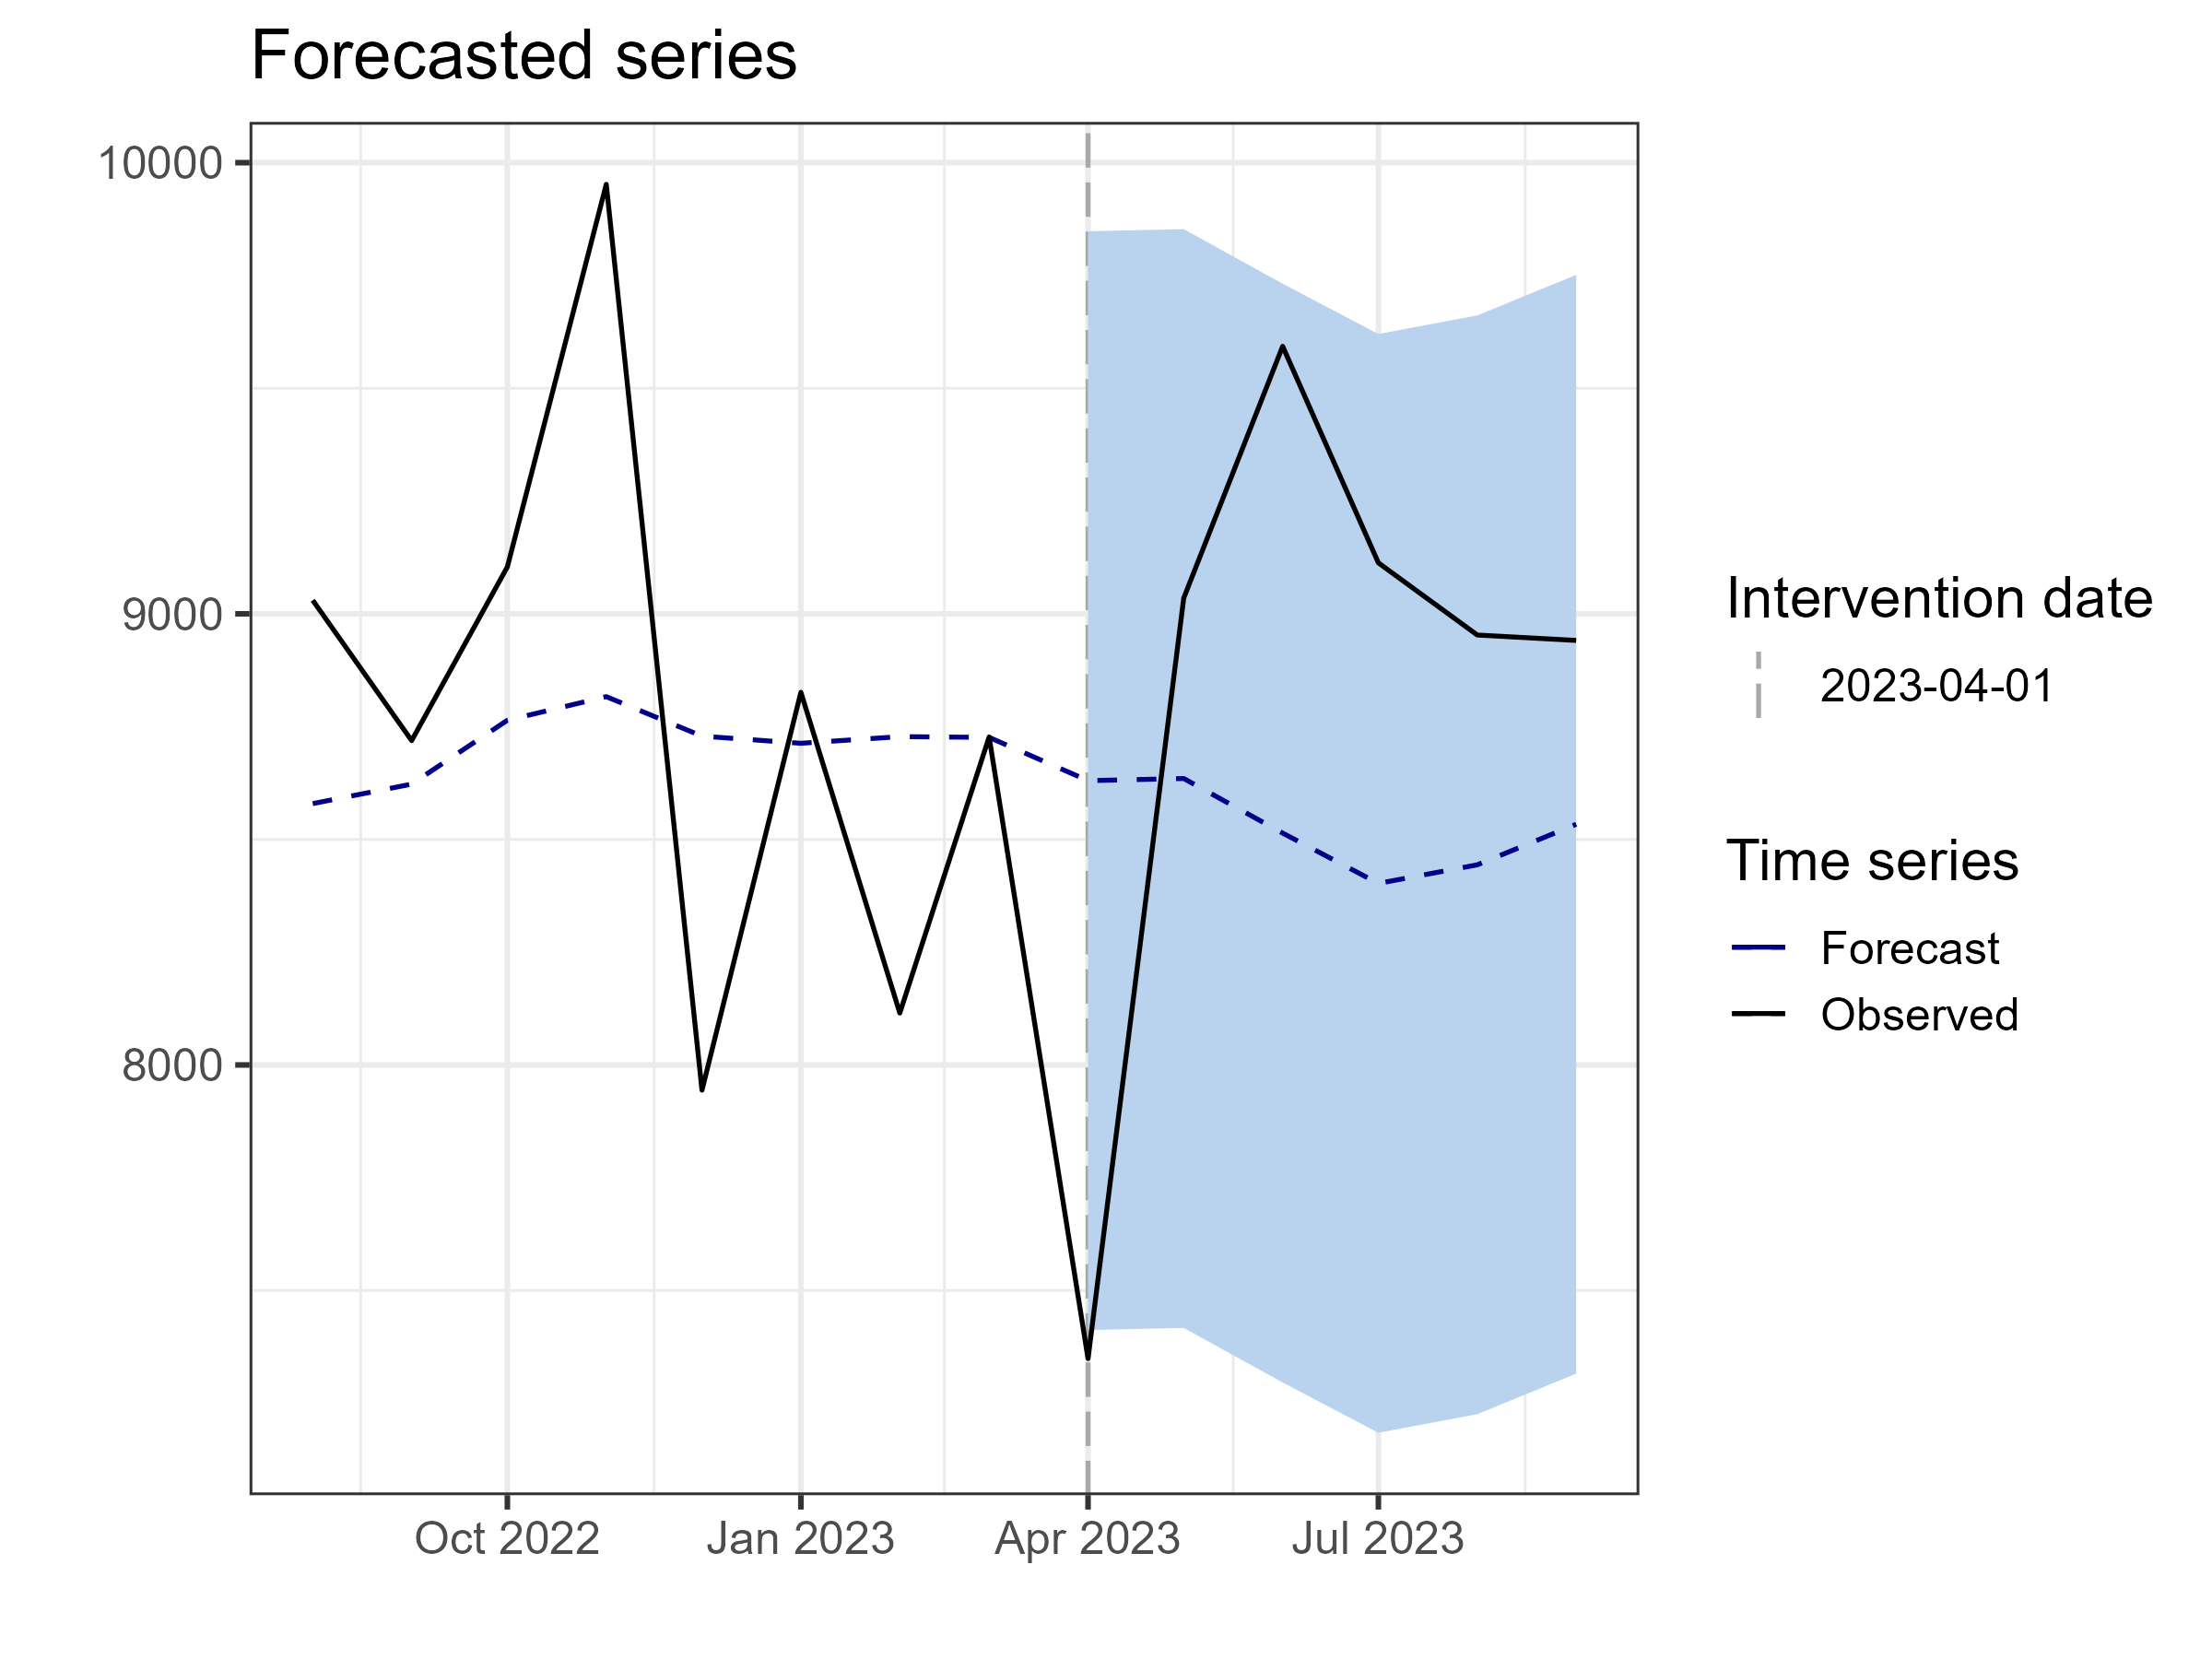 Forecasted series
10000
9000
8000
Oct 2022
Jan 2023
Apr 2023
Jul 2023
Intervention date
2023-04-01
Time series
Forecast
Observed